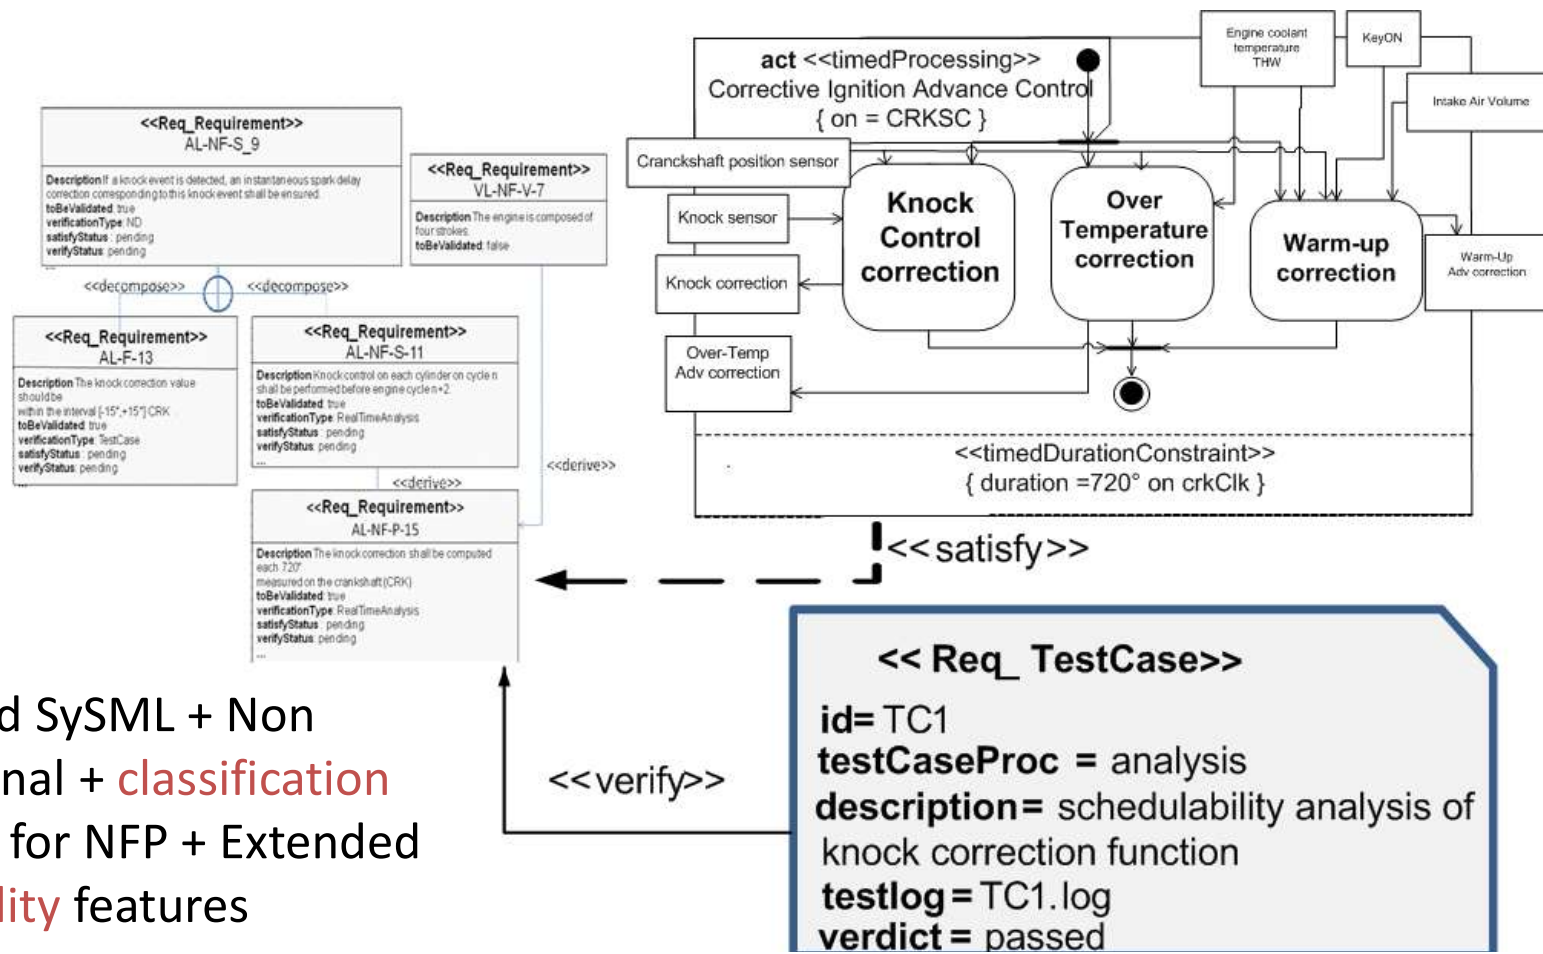 <<Req_Requirement>>
AL-NF-S_9
Description If a knock event is detected, an instantaneous spark delay
correction corresponding to this knock event shall be ensured.
toBeValidated: true
verificationType: ND
satisfyStatus : pending
verifyStatus: pending
...
<<Req_Requirement>>
VL-NF-V-7
Description The engine is composed of
four strokes.
toBeValidated: false
<<decompose>>
<<decompose>>
<<Req_Requirement>>
AL-F-13
Description The knock correction value
should be
within the interval [-15°,+15°] CRK
toBeValidated: true
verificationType: TestCase
satisfyStatus : pending
verifyStatus: pending
...
<<Req_Requirement>>
AL-NF-S-11
Description Knock control on each cylinder on cycle n
shall be performed before engine cycle n+2.
toBeValidated: true
verificationType: RealTimeAnalysis
satisfyStatus : pending
verifyStatus: pending
...
<<derive>>
<<derive>>
<<Req_Requirement>>
AL-NF-P-15
Description The knock correction shall be computed
each 720°
measured on the crankshaft (CRK)
toBeValidated: true
verificationType: RealTimeAnalysis
satisfyStatus : pending
verifyStatus: pending
...
act <<timedProcessing>>
Corrective Ignition Advance Control
{ on = CRKSC }
Engine coolant
temperature
THW
KeyON
Intake Air Volume
Cranckshaft position sensor
Knock sensor
Knock correction
Over-Temp
Adv correction
Knock
Control
correction
Over
Temperature
correction
Warm-up
correction
Warm-Up
Adv correction
<<timedDurationConstraint>>
{ duration =720° on crkClk }
<<satisfy>>
<<verify>>
<< Req_ TestCase>>
id= TC1
testCaseProc = analysis
description= schedulability analysis of
knock correction function
testlog = TC1.log
verdict = passed
d SySML + Non
nal + classification
for NFP + Extended
lity features